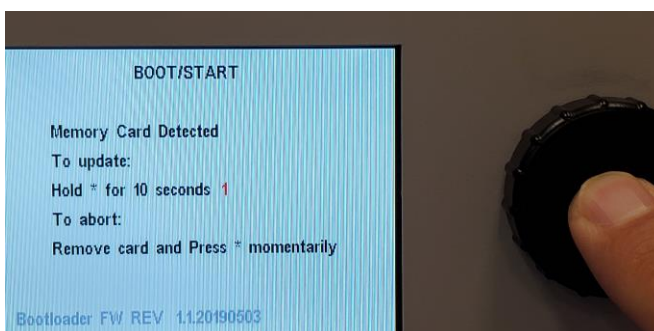 BOOT/START
Memory Card Detected
To update:
Hold * for 10 seconds 1
To abort:
Remove card and Press * momentarily
Bootloader FW REV 1.1.20190503